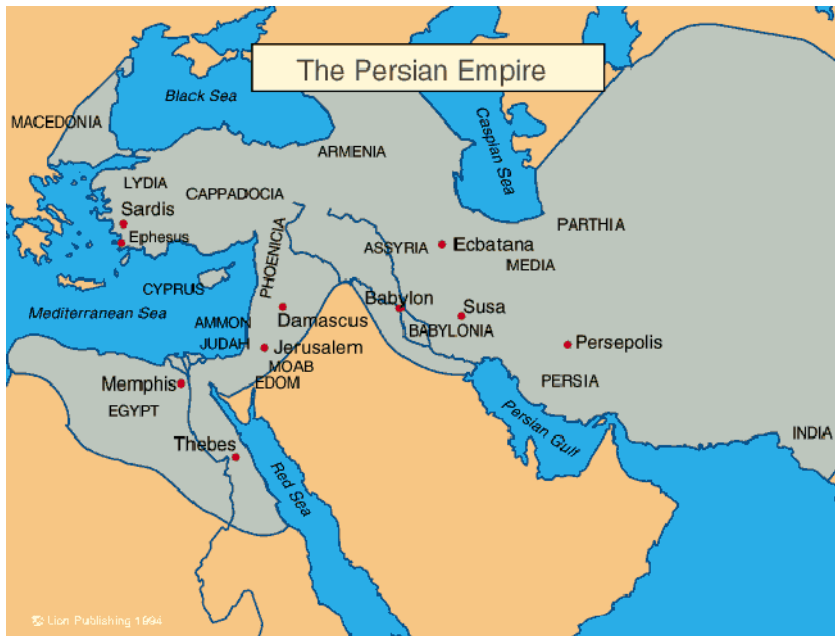 The Persian Empire
Black Sea
MACEDONIA
Caspian Sea
ARMENIA
LYDIA
CAPPADOCIA
Sardis
PARTHIA
Ephesus
PHOENICIA
ASSYRIA
Ecbatana
MEDIA
CYPRUS
Babylon
Mediterranean Sea
Susa
AMMON
Damascus
BABYLONIA
JUDAH
Jerusalem
Persepolis
MOAB
Memphis
EDOMI
PERSIA
EGYPT
Persian Gulf
INDIA
Thebes
Red Sea
© Lion Publishing 1994